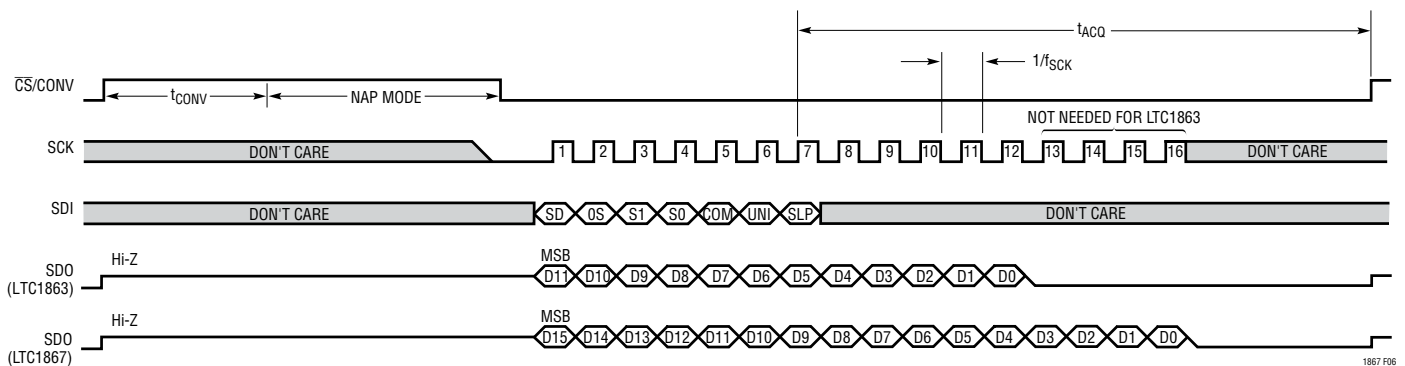 tACQ
1/fSCK
CS/CONV
tCONV
NAP MODE
NOT NEEDED FOR LTC1863
SCK
DON'T CARE
1 2 3 4 5 6 7 8 9 10 11 12 13 14 15 16
DON'T CARE
SDI
DON'T CARE
SD 0S S1 S0 COM UNI SLP
DON'T CARE
Hi-Z
MSB
SDO
(LTC1863)
D11 D10 D9 D8 D7 D6 D5 D4 D3 D2 D1 D0
Hi-Z
MSB
SDO
(LTC1867)
D15 D14 D13 D12 D11 D10 D9 D8 D7 D6 D5 D4 D3 D2 D1 D0
1867 F06